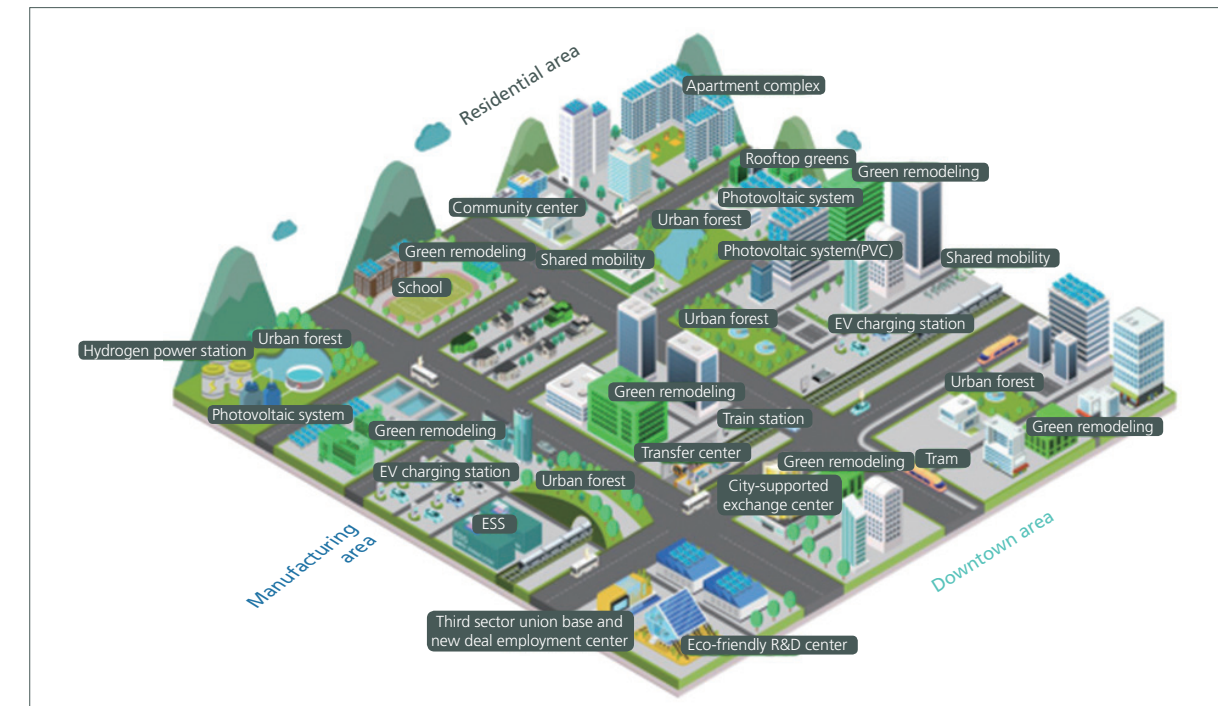 Residential area
Apartment complex
Rooftop greens
Green remodeling
Photovoltaic system
Community center
Urban forest
Green remodeling
Shared mobility
Photovoltaic system(PVC)
Shared mobility
School
Urban forest
EV charging station
Urban forest
Hydrogen power station
Urban forest
Green remodeling
Photovoltaic system
Green remodeling
Train station
Green remodeling
Transfer center
Green remodeling
Tram
EV charging station
Urban forest
City-supported
exchange center
ESS
Manufacturing
area
Downtown area
Third sector union base and
new deal employment center
Eco-friendly R&D center